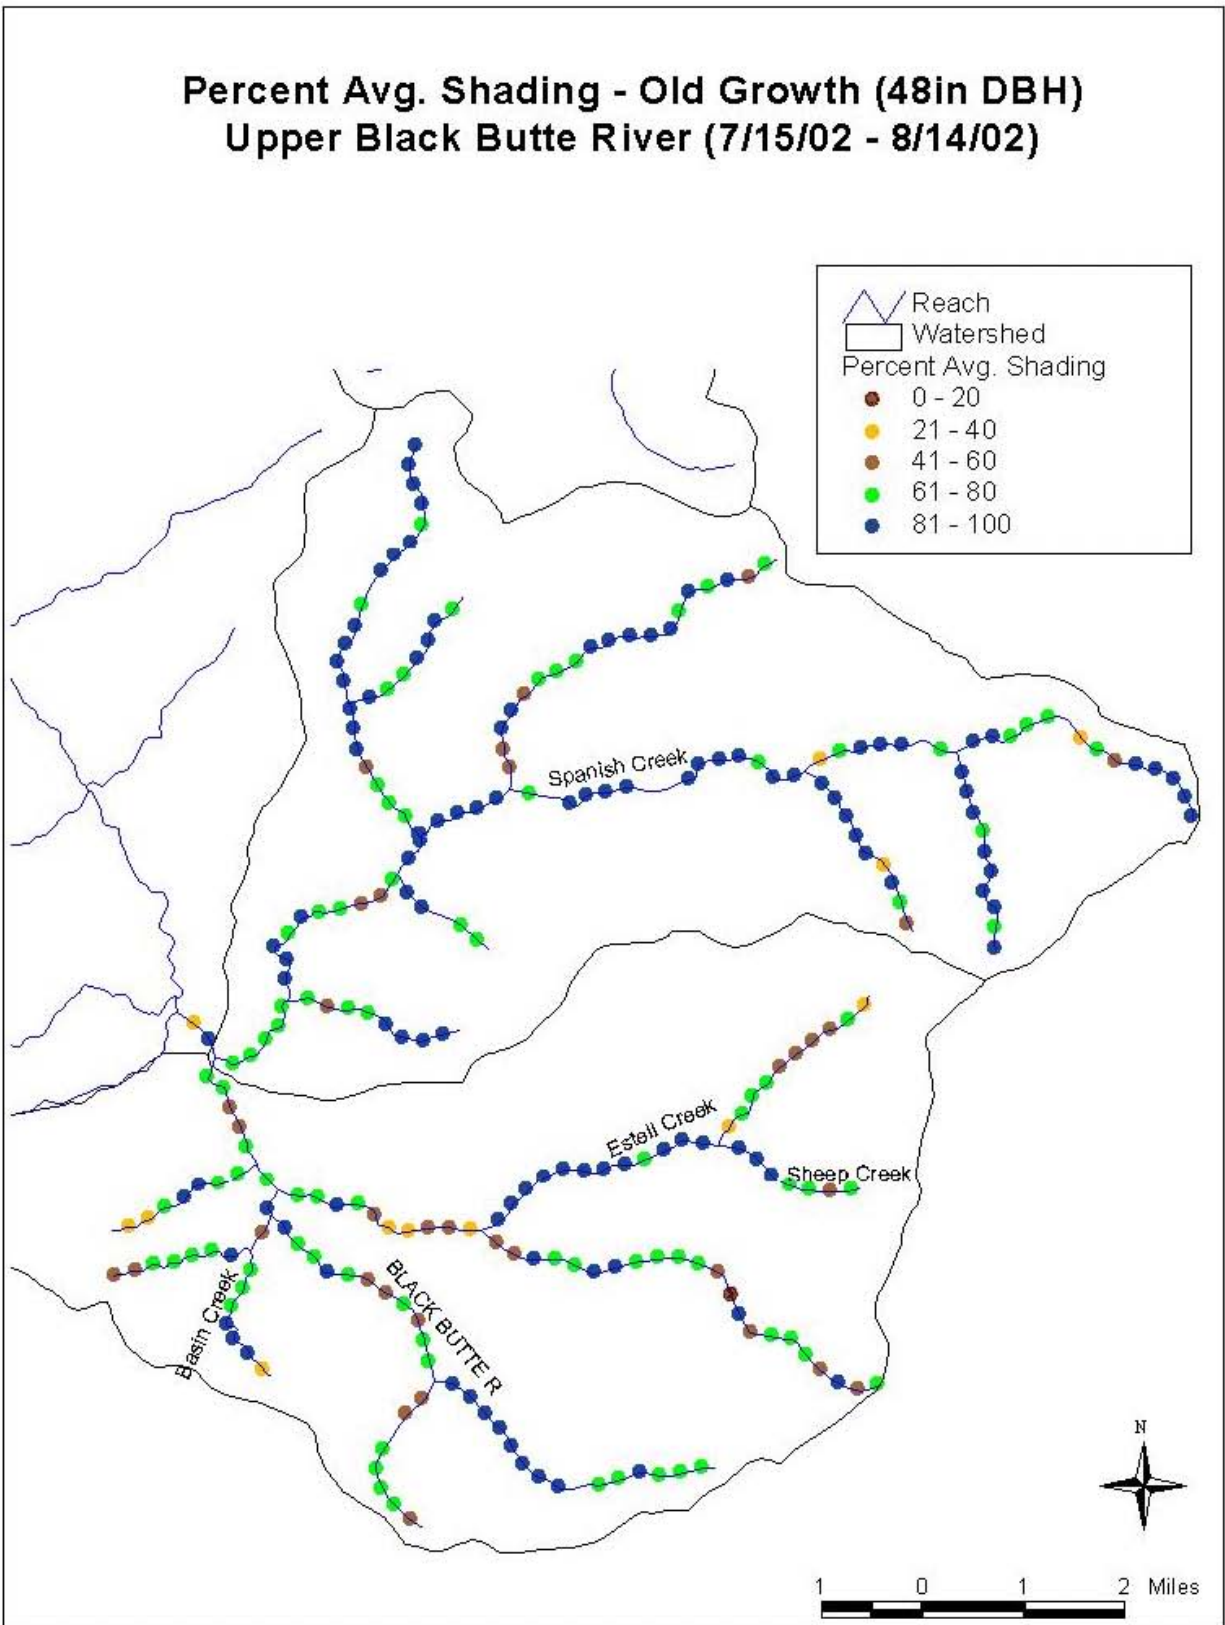 Percent Avg. Shading - Old Growth (48in DBH)
Upper Black Butte River (7/15/02 - 8/14/02)
Reach
Watershed
Percent Avg. Shading
0 - 20
21 - 40
41 - 60
61 - 80
81 - 100
Spanish Creek
Estell Creek
Sheep Creek
Basin Creek
BLACK BUTTE R
N
1 0 1 2 Miles